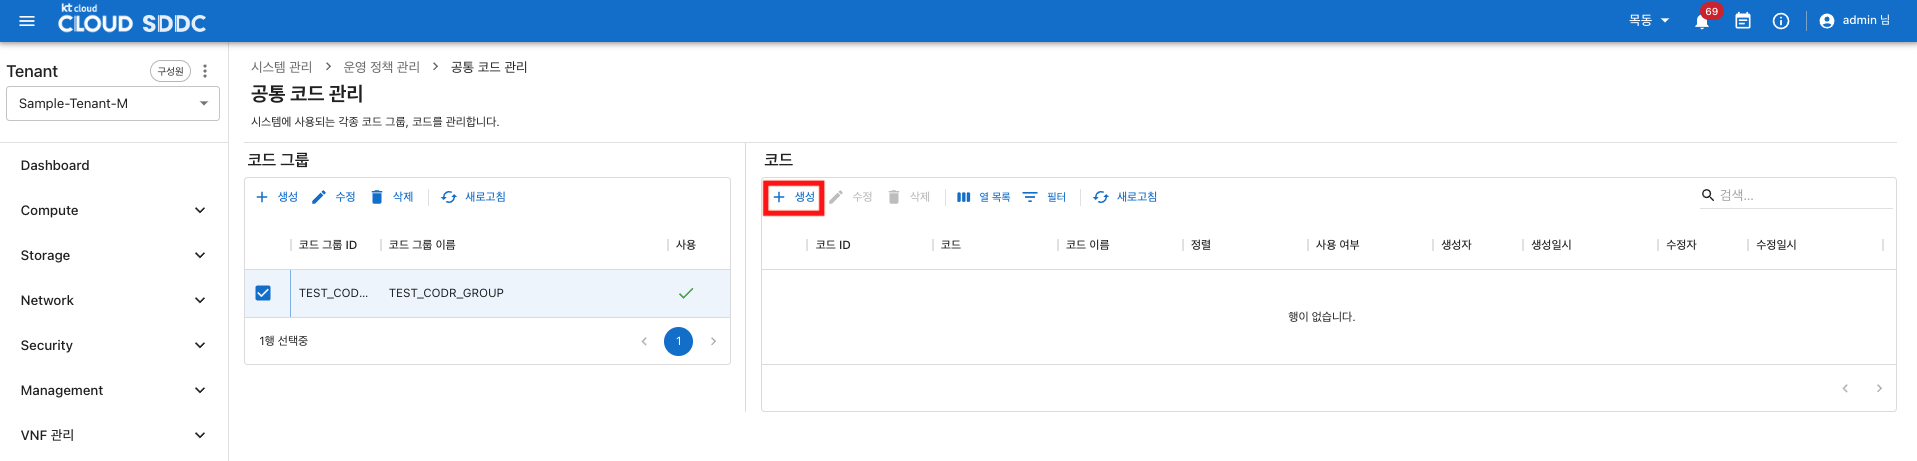 kt cloud
CLOUD SDDC
목동
69
admin 님
Tenant
구성원
Sample-Tenant-M
Dashboard
Compute
Storage
Network
Security
Management
VNF 관리
시스템 관리 > 운영 정책 관리 > 공통 코드 관리
공통 코드 관리
시스템에 사용되는 각종 코드 그룹, 코드를 관리합니다.
코드 그룹
생성 수정 삭제 새로고침
코드 그룹 ID 코드 그룹 이름 사용
TEST_COD... TEST_CODR_GROUP
1행 선택중
1
코드
생성 수정 삭제 열 목록 필터 새로고침
검색...
코드 ID 코드 코드 이름 정렬 사용 여부 생성자 생성일시 수정자 수정일시
행이 없습니다.